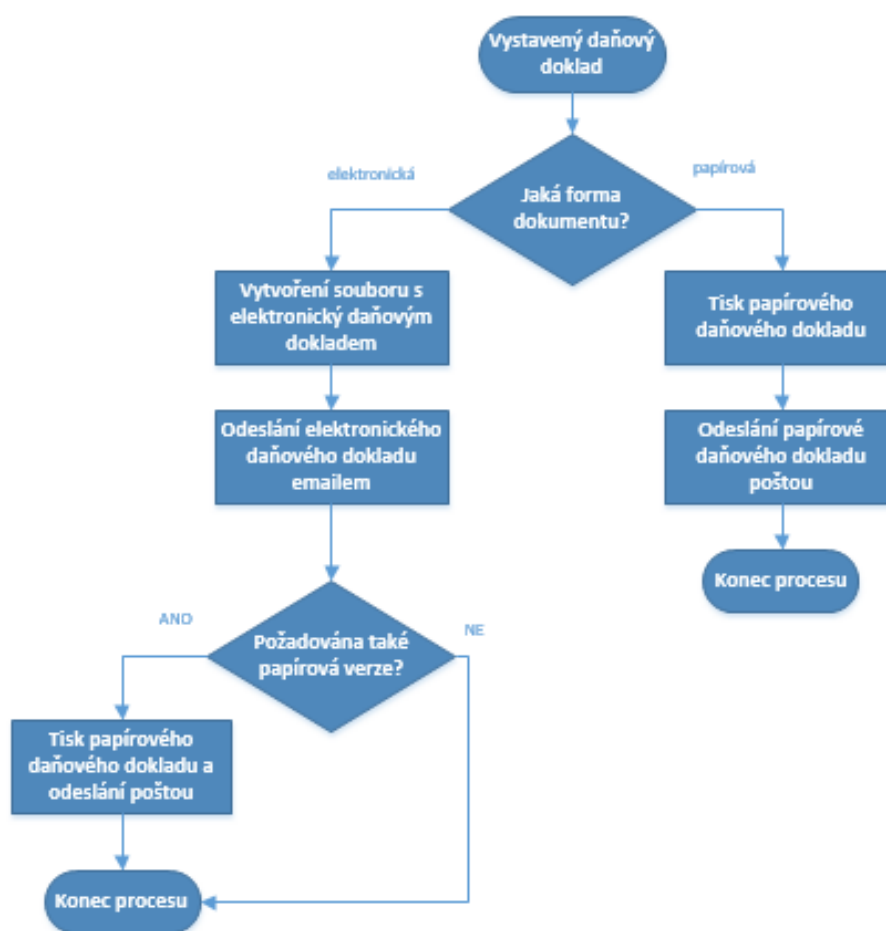 Vystavený daňový
doklad
elektronická
papírová
Jaká forma
dokumentu?
Vytvoření souboru s
elektronický daňovým
dokladem
Tisk papírového
daňového dokladu
Odeslání elektronického
daňového dokladu
emailem
Odeslání papírové
daňového dokladu
poštou
Konec procesu
ANO
NE
Požadována také
papírová verze?
Tisk papírového
daňového dokladu a
odeslání poštou
Konec procesu